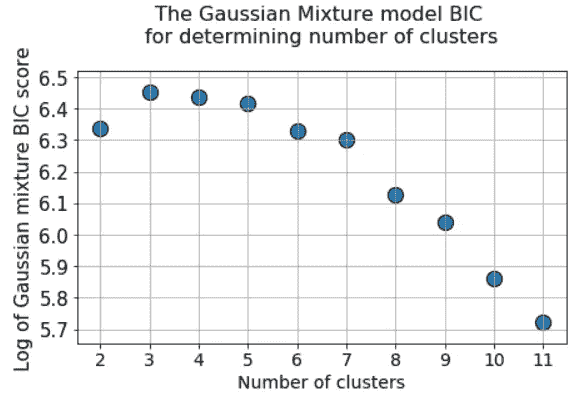 The Gaussian Mixture model BIC
for determining number of clusters
Log of Gaussian mixture BIC score
6.5
6.4
6.3
6.2
6.1
6.0
5.9
5.8
5.7
2 3 4 5 6 7 8 9 10 11
Number of clusters